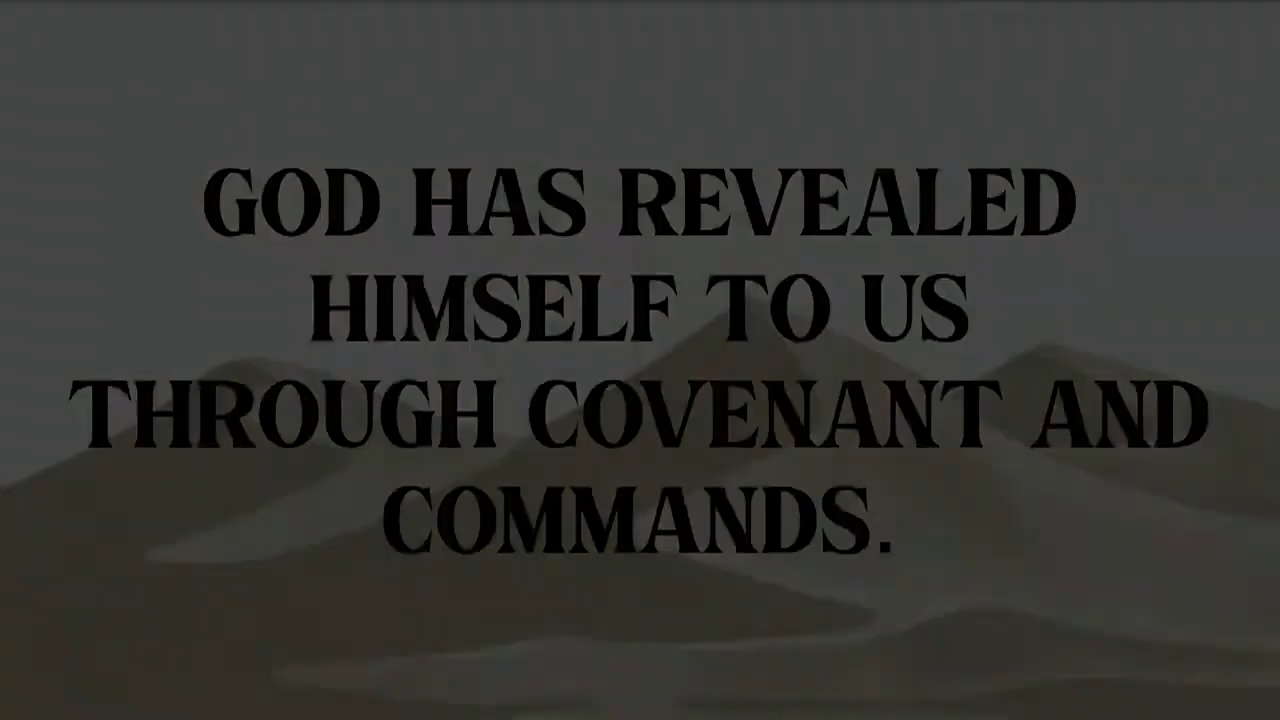 GOD HAS REVEALED
HIMSELF TO US
THROUGH COVENANT AND
COMMANDS.